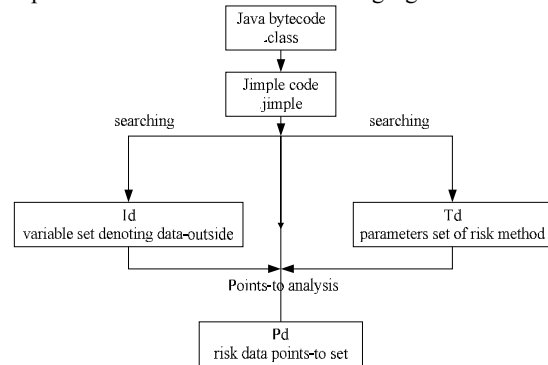 Java bytecode
.class
Jimple code
.jimple
searching
searching
Id
variable set denoting data-outside
Td
parameters set of risk method
Points-to analysis
Pd
risk data points-to set